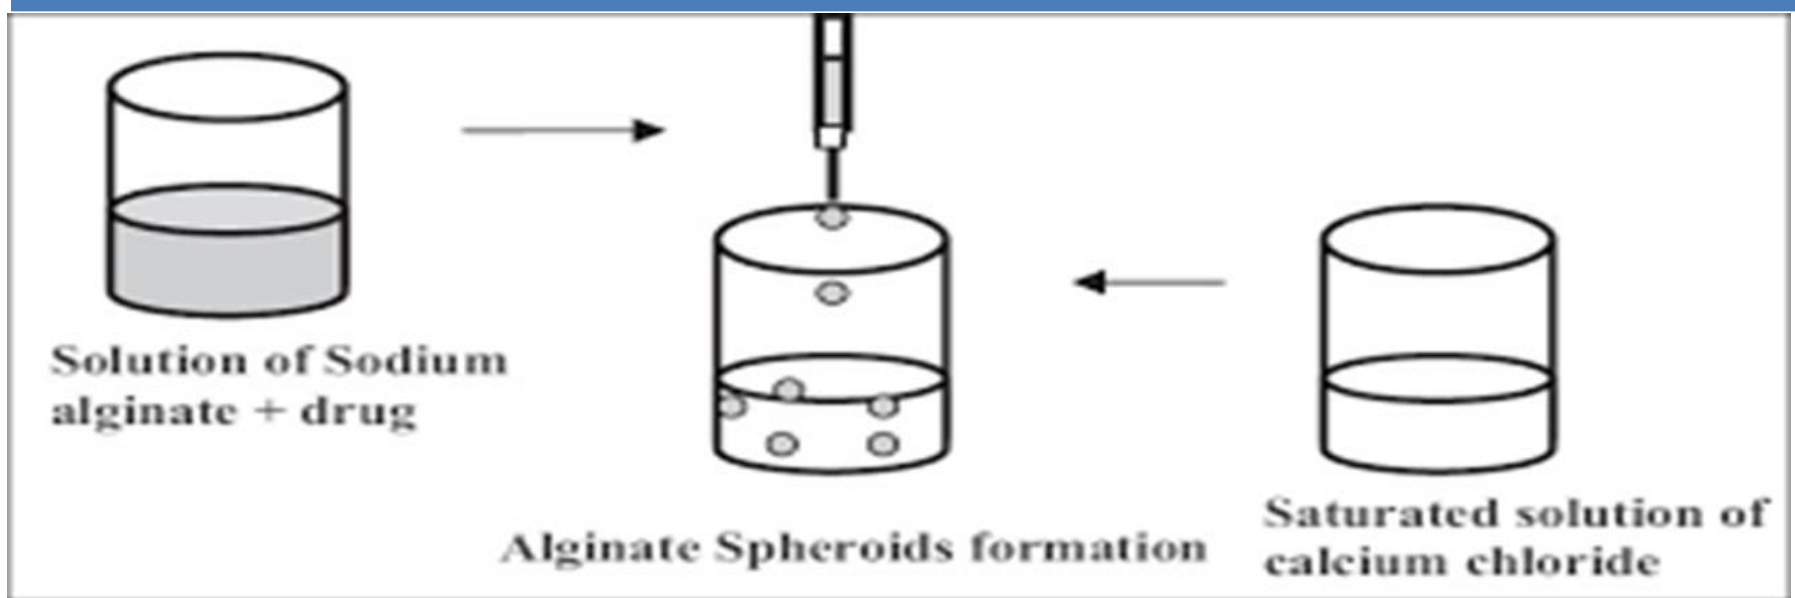 Solution of Sodium
alginate + drug
Alginate Spheroids formation
Saturated solution of
calcium chloride